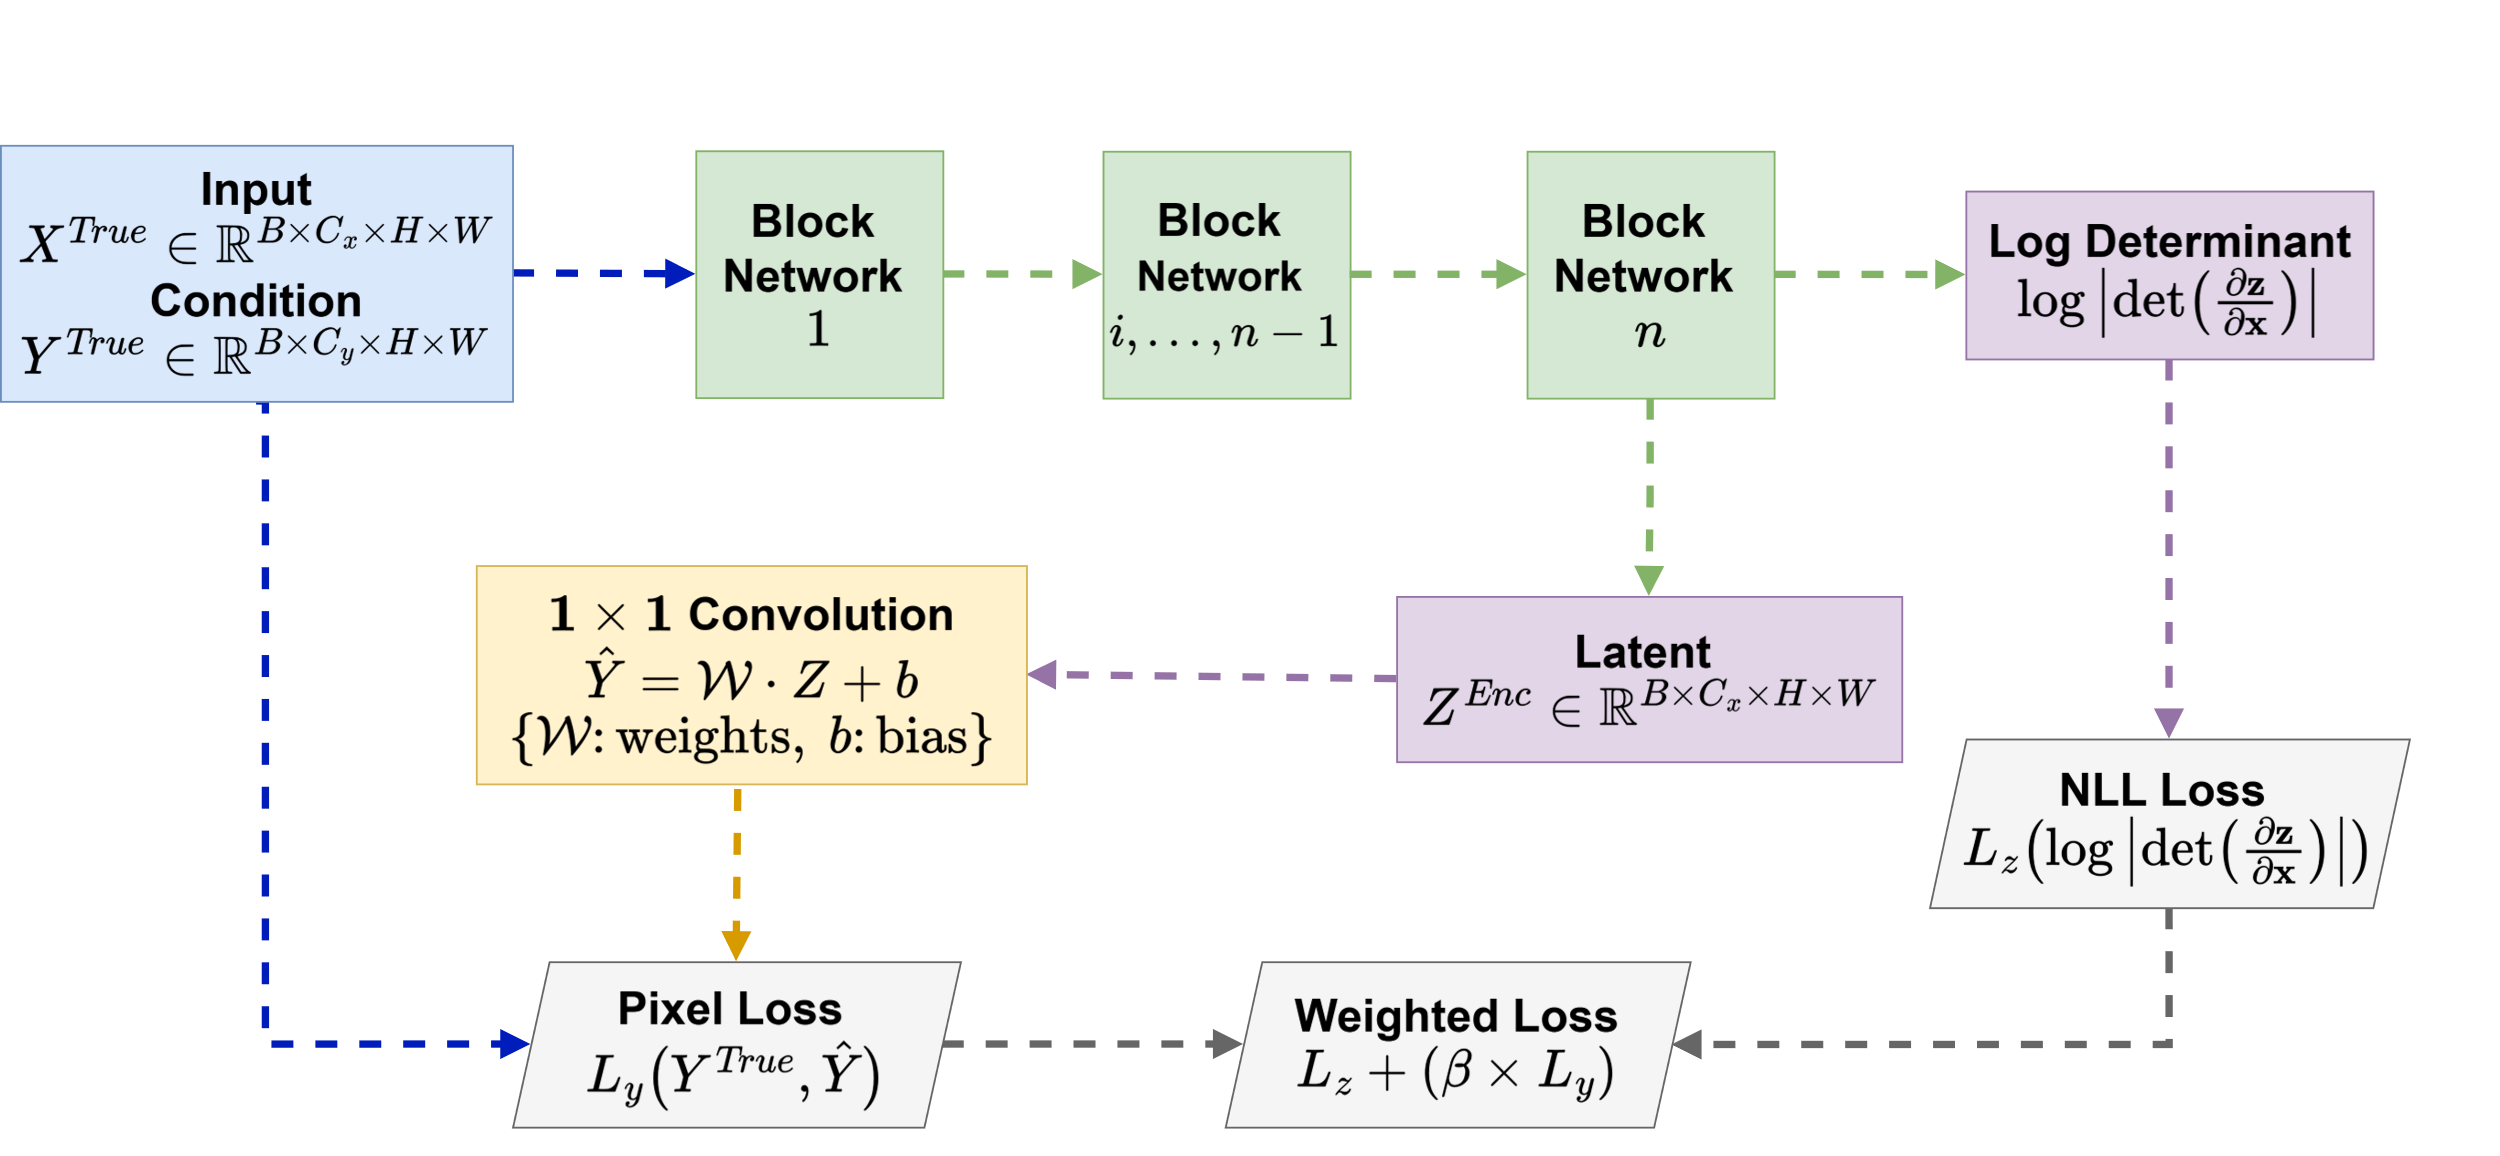 Input
X^{True} ∈ ℝ^{B×C_x×H×W}
Condition
Y^{True} ∈ ℝ^{B×C_y×H×W}
Block
Network
1
Block
Network
i, . . . , n − 1
Block
Network
n
Log Determinant
log |det(∂z/∂x)|
1 × 1 Convolution
Ŷ = 𝒲 · Z + b
{𝒲: weights, b: bias}
Latent
Z^{Enc} ∈ ℝ^{B×C_x×H×W}
NLL Loss
L_z(log |det(∂z/∂x)|)
Pixel Loss
L_y(Y^{True}, Ŷ)
Weighted Loss
L_z + (β × L_y)